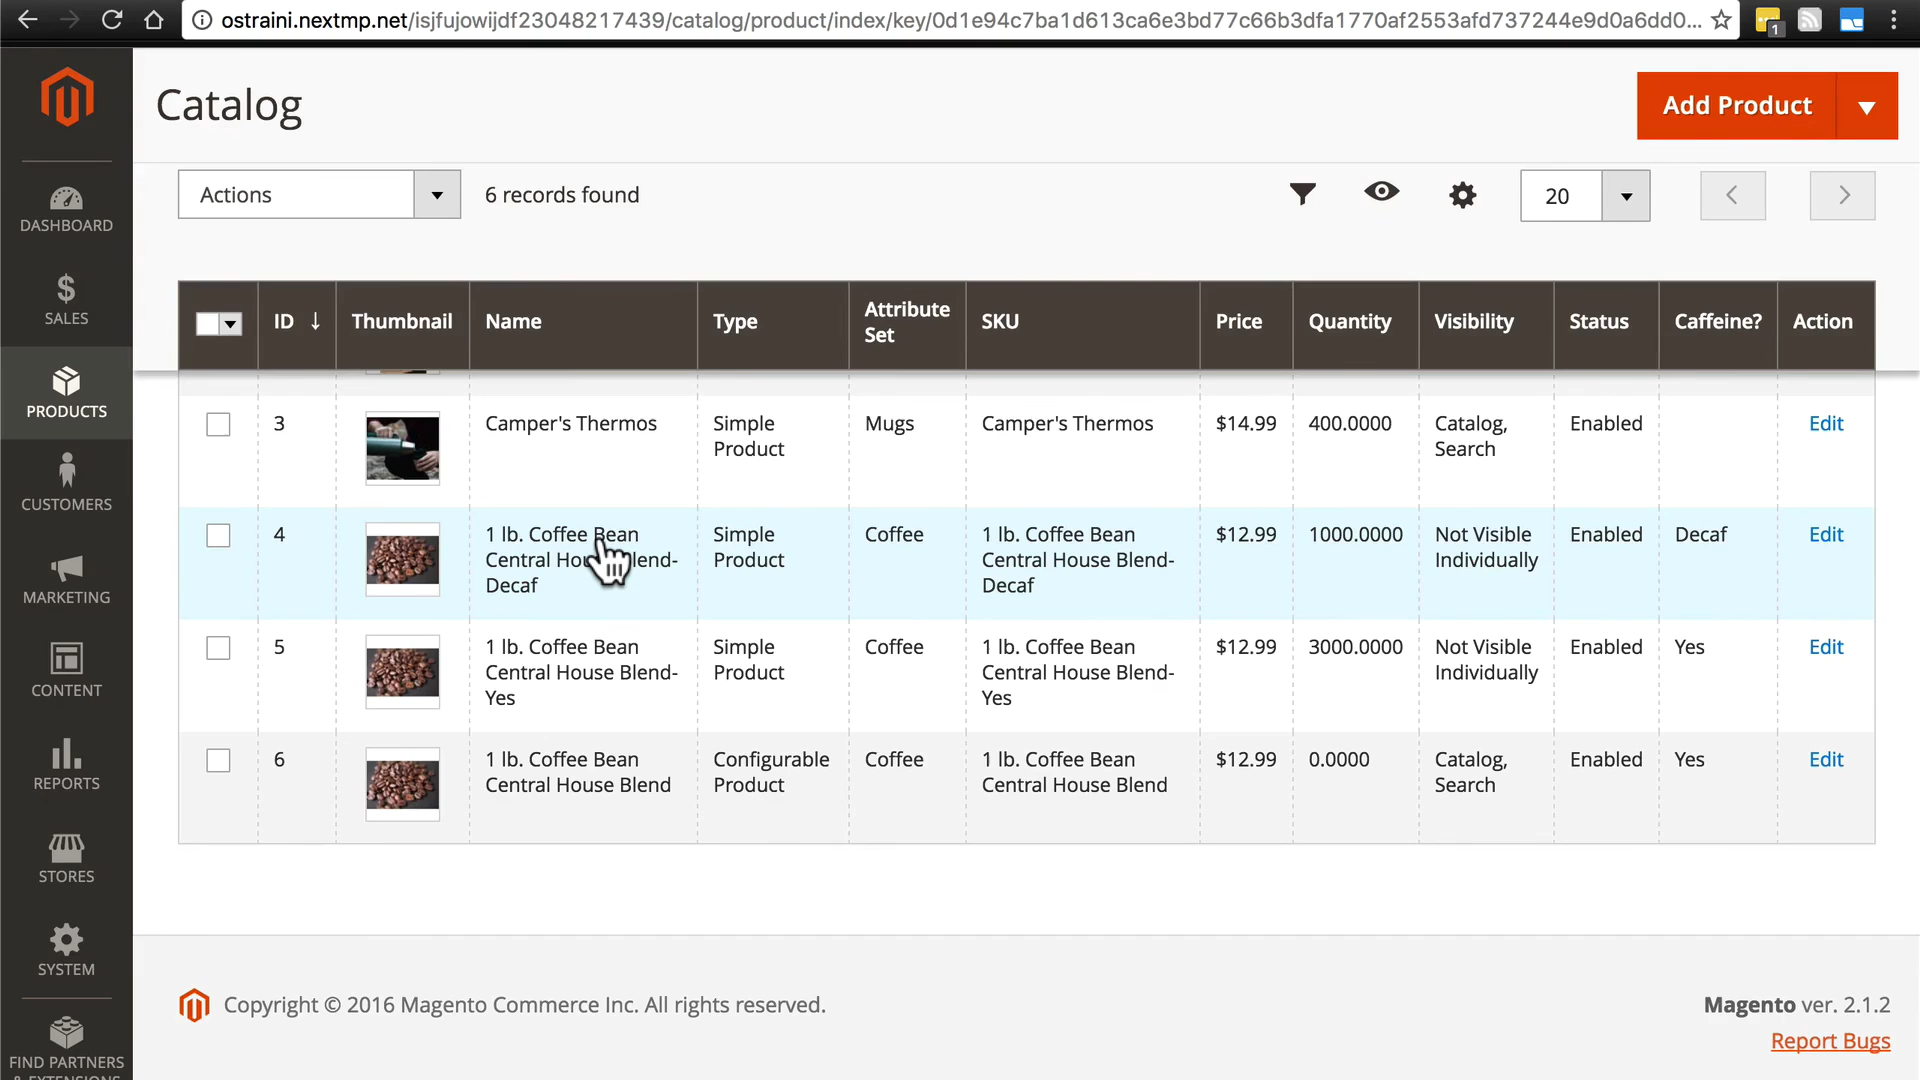 ostraini.nextmp.net/isjfujowijdf23048217439/catalog/product/index/key/0d1e94c7ba1d613ca6e3bd77c66b3dfa1770af2553afd737244e9d0a6dd0...
1
Catalog
Add Product
Actions
6 records found
20
ID ↓
Thumbnail
Name
Type
Attribute
Set
SKU
Price
Quantity
Visibility
Status
Caffeine?
Action
3
Camper's Thermos
Simple
Product
Mugs
Camper's Thermos
$14.99
400.0000
Catalog,
Search
Enabled
Edit
4
1 lb. Coffee Bean
Central House Blend-
Decaf
Simple
Product
Coffee
1 lb. Coffee Bean
Central House Blend-
Decaf
$12.99
1000.0000
Not Visible
Individually
Enabled
Decaf
Edit
5
1 lb. Coffee Bean
Central House Blend-
Yes
Simple
Product
Coffee
1 lb. Coffee Bean
Central House Blend-
Yes
$12.99
3000.0000
Not Visible
Individually
Enabled
Yes
Edit
6
1 lb. Coffee Bean
Central House Blend
Configurable
Product
Coffee
1 lb. Coffee Bean
Central House Blend
$12.99
0.0000
Catalog,
Search
Enabled
Yes
Edit
DASHBOARD
SALES
PRODUCTS
CUSTOMERS
MARKETING
CONTENT
REPORTS
STORES
SYSTEM
FIND PARTNERS
& EXTENSIONS
Copyright © 2016 Magento Commerce Inc. All rights reserved.
Magento ver. 2.1.2
Report Bugs